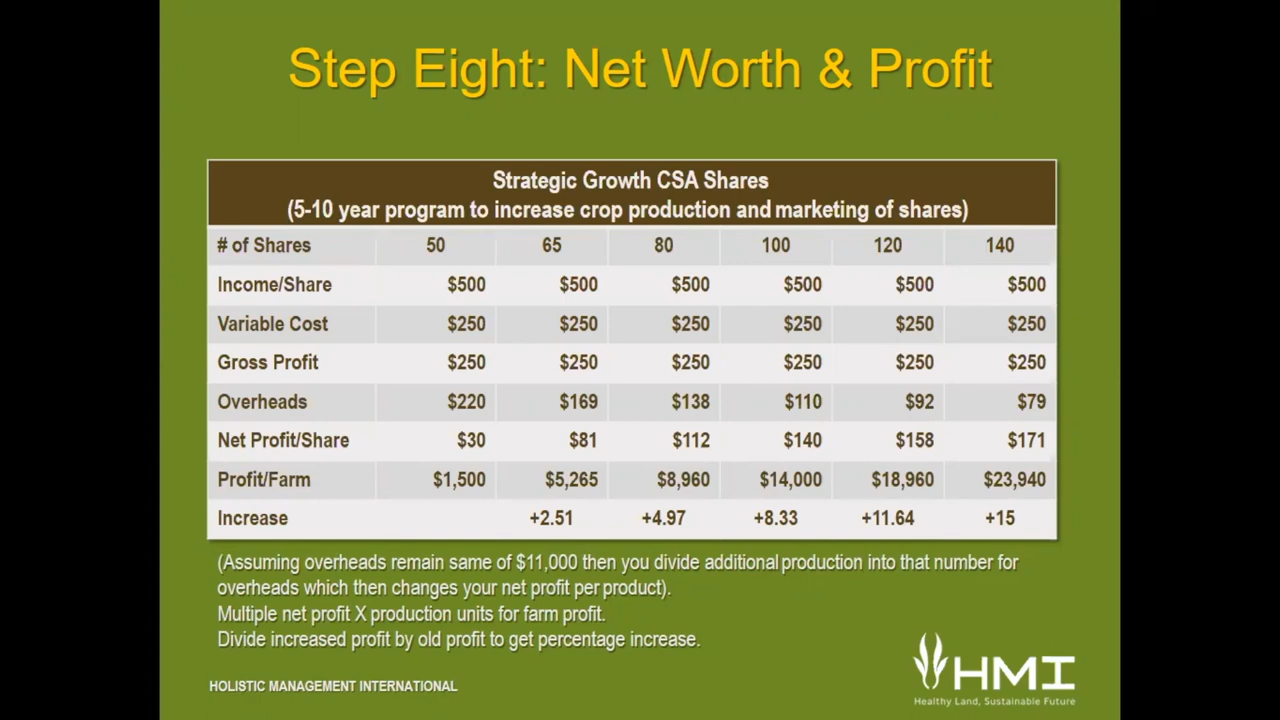 Step Eight: Net Worth & Profit
Strategic Growth CSA Shares
(5-10 year program to increase crop production and marketing of shares)
# of Shares 50 65 80 100 120 140
Income/Share $500 $500 $500 $500 $500 $500
Variable Cost $250 $250 $250 $250 $250 $250
Gross Profit $250 $250 $250 $250 $250 $250
Overheads $220 $169 $138 $110 $92 $79
Net Profit/Share $30 $81 $112 $140 $158 $171
Profit/Farm $1,500 $5,265 $8,960 $14,000 $18,960 $23,940
Increase +2.51 +4.97 +8.33 +11.64 +15
(Assuming overheads remain same of $11,000 then you divide additional production into that number for
overheads which then changes your net profit per product).
Multiple net profit X production units for farm profit.
Divide increased profit by old profit to get percentage increase.
HOLISTIC MANAGEMENT INTERNATIONAL
HMI
Healthy Land, Sustainable Future